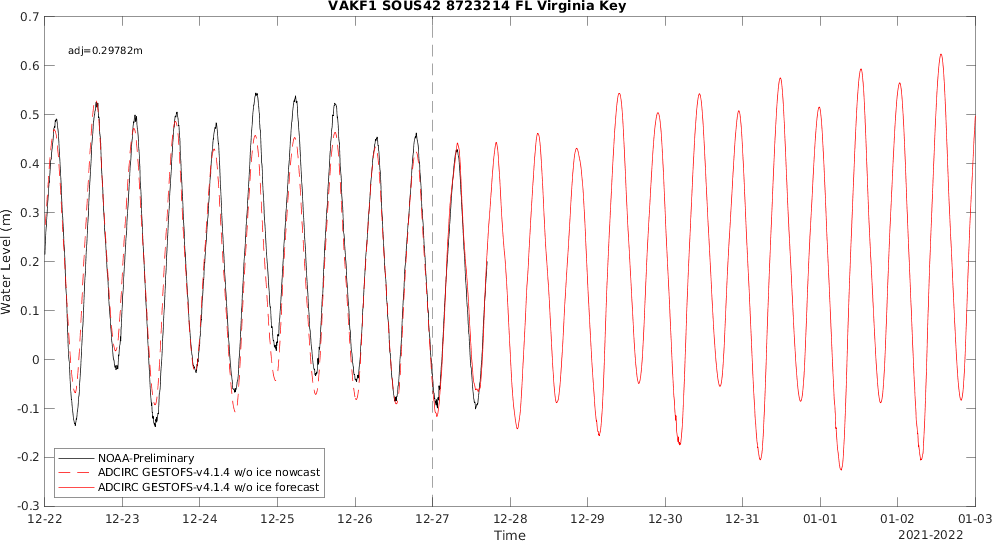 VAKF1 SOUS42 8723214 FL Virginia Key
adj=0.29782m
0.7
0.6
0.5
0.4
0.3
0.2
0.1
0
-0.1
-0.2
-0.3
Water Level (m)
NOAA-Preliminary
ADCIRC GESTOFS-v4.1.4 w/o ice nowcast
ADCIRC GESTOFS-v4.1.4 w/o ice forecast
12-22 12-23 12-24 12-25 12-26 12-27 12-28 12-29 12-30 12-31 01-01 01-02 01-03
Time
2021-2022